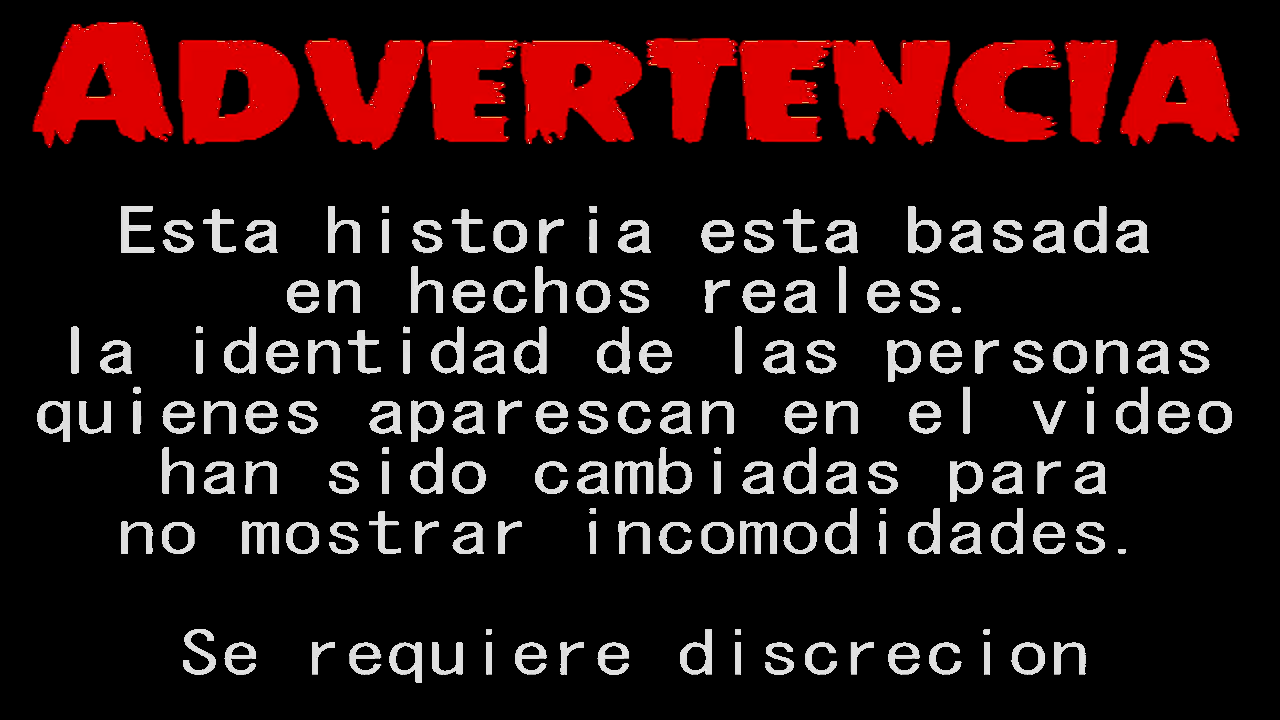 ADVERTENCIA
Esta historia esta basada
en hechos reales.
la identidad de las personas
quienes aparescan en el video
han sido cambiadas para
no mostrar incomodidades.
Se requiere discrecion